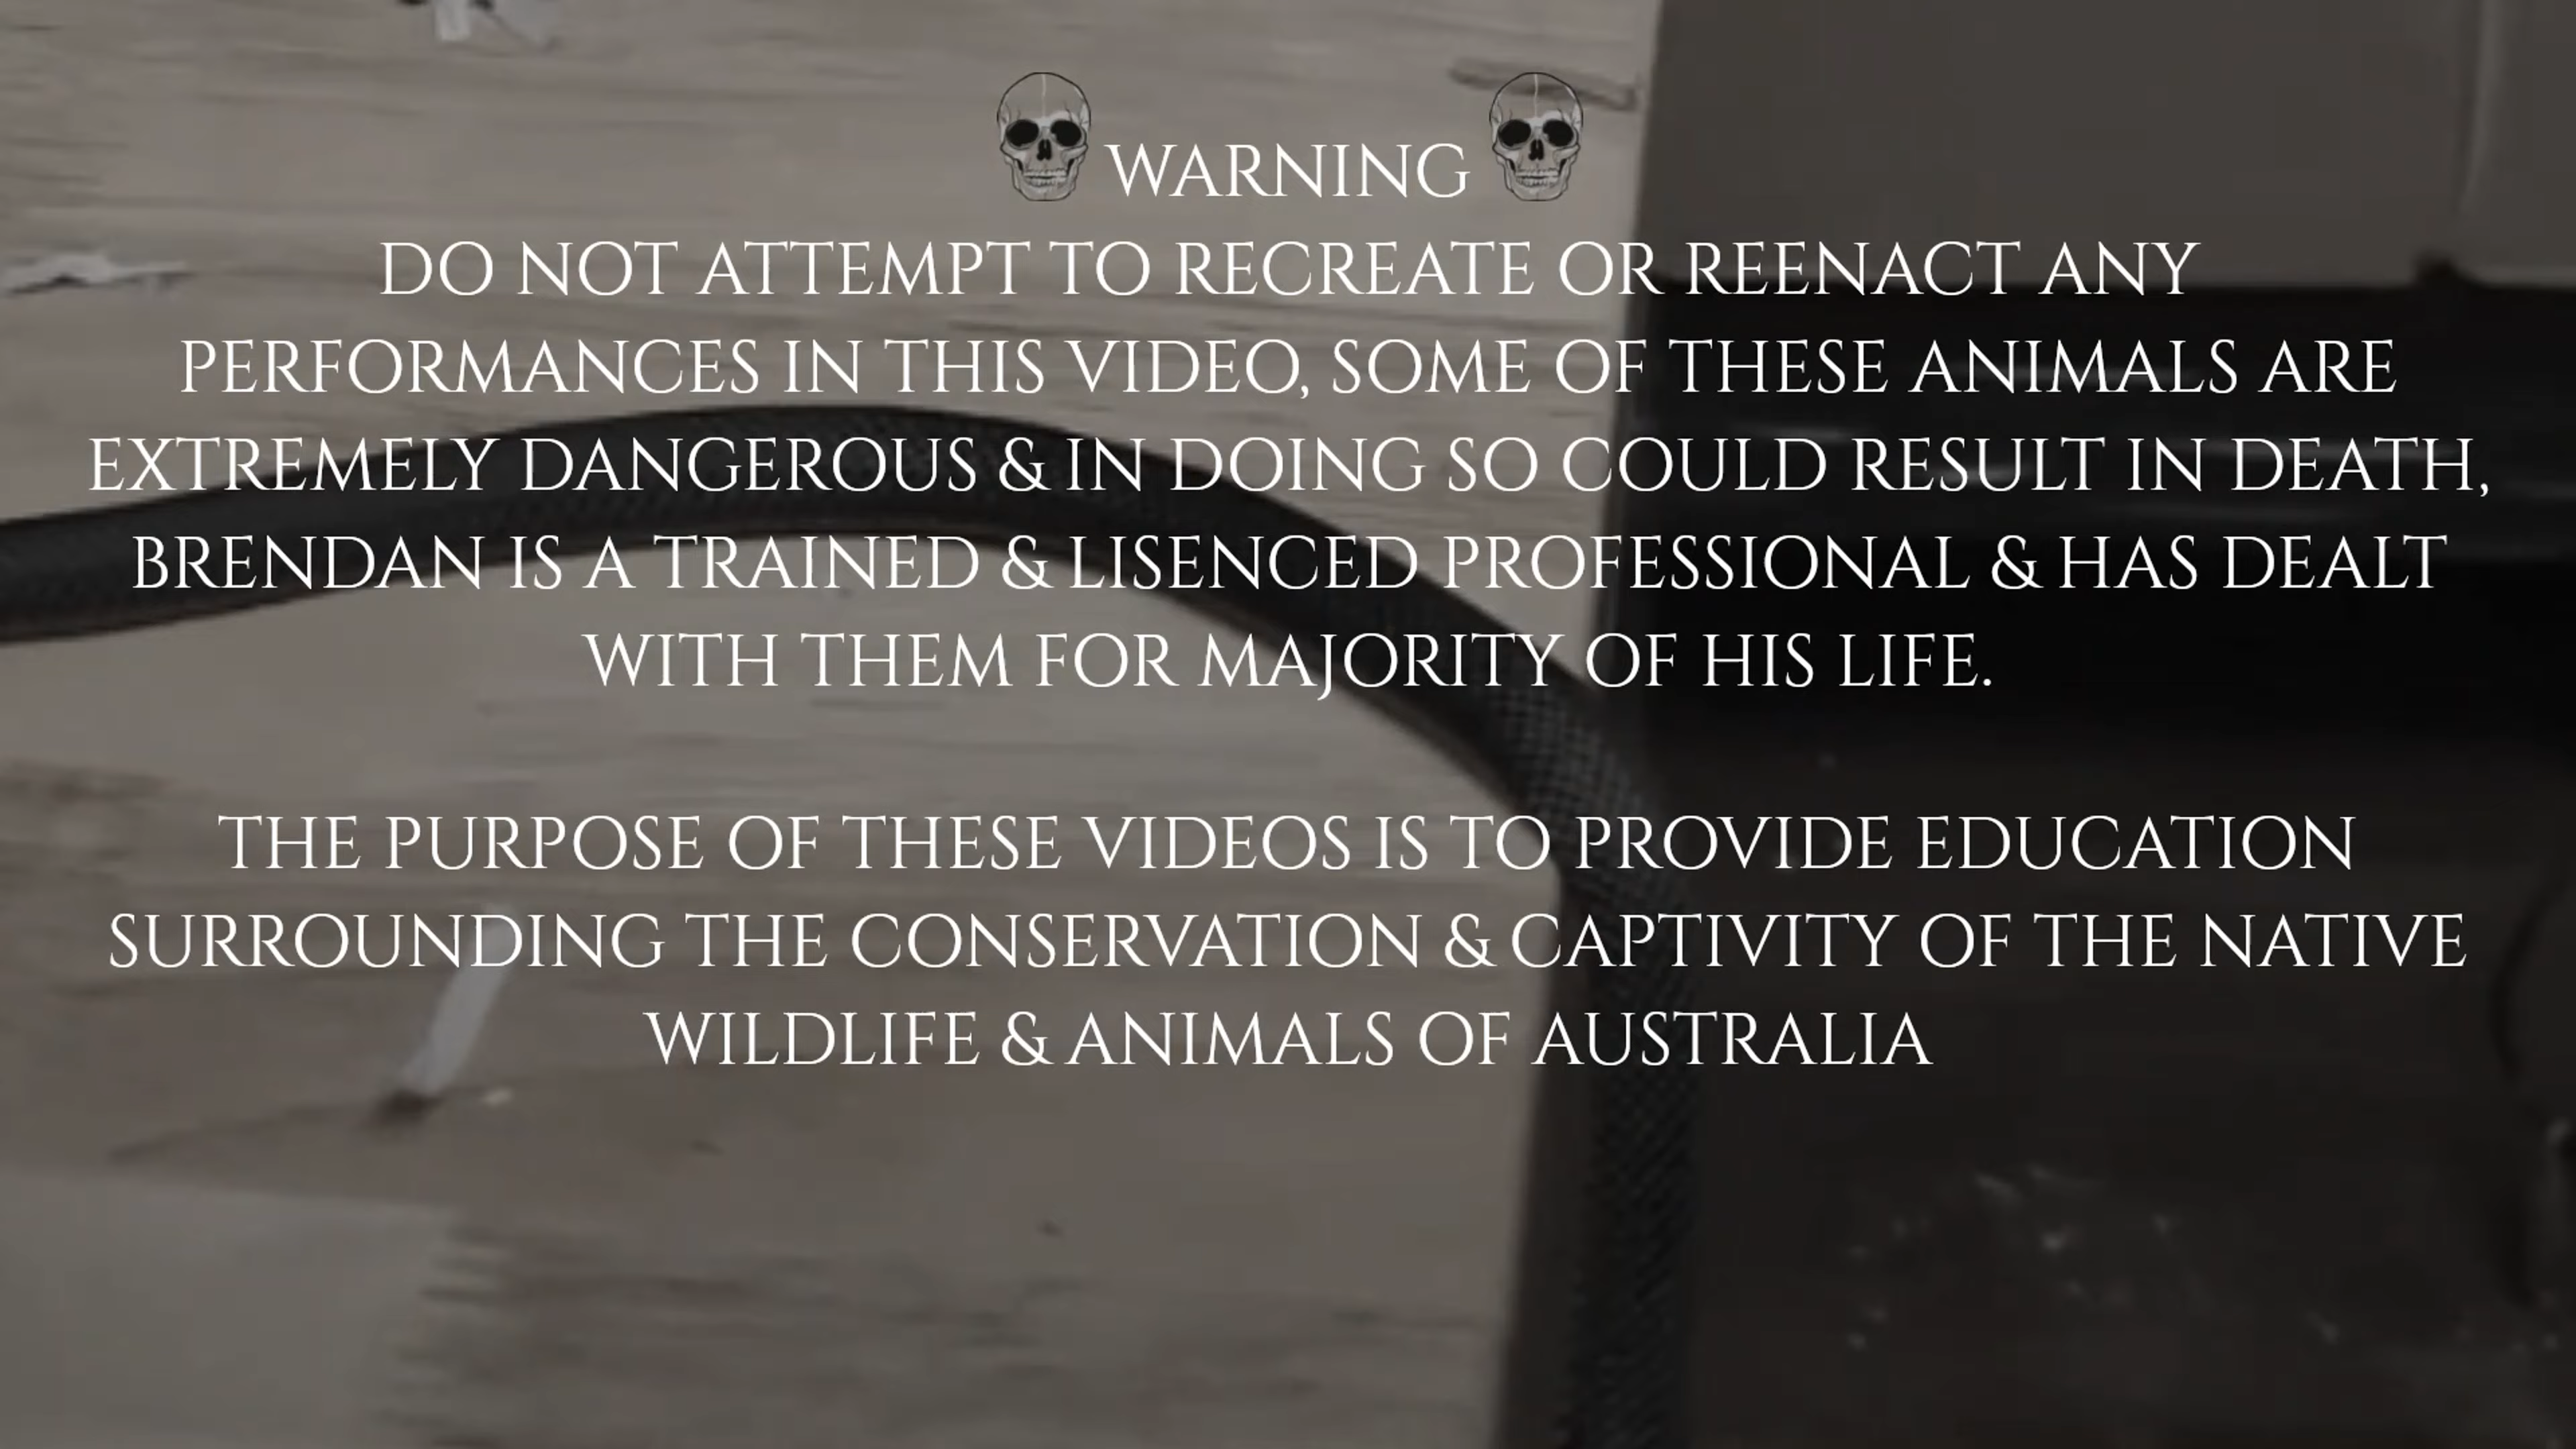 WARNING
DO NOT ATTEMPT TO RECREATE OR REENACT ANY
PERFORMANCES IN THIS VIDEO, SOME OF THESE ANIMALS ARE
EXTREMELY DANGEROUS & IN DOING SO COULD RESULT IN DEATH,
BRENDAN IS A TRAINED & LISENCED PROFESSIONAL & HAS DEALT
WITH THEM FOR MAJORITY OF HIS LIFE.
THE PURPOSE OF THESE VIDEOS IS TO PROVIDE EDUCATION
SURROUNDING THE CONSERVATION & CAPTIVITY OF THE NATIVE
WILDLIFE & ANIMALS OF AUSTRALIA